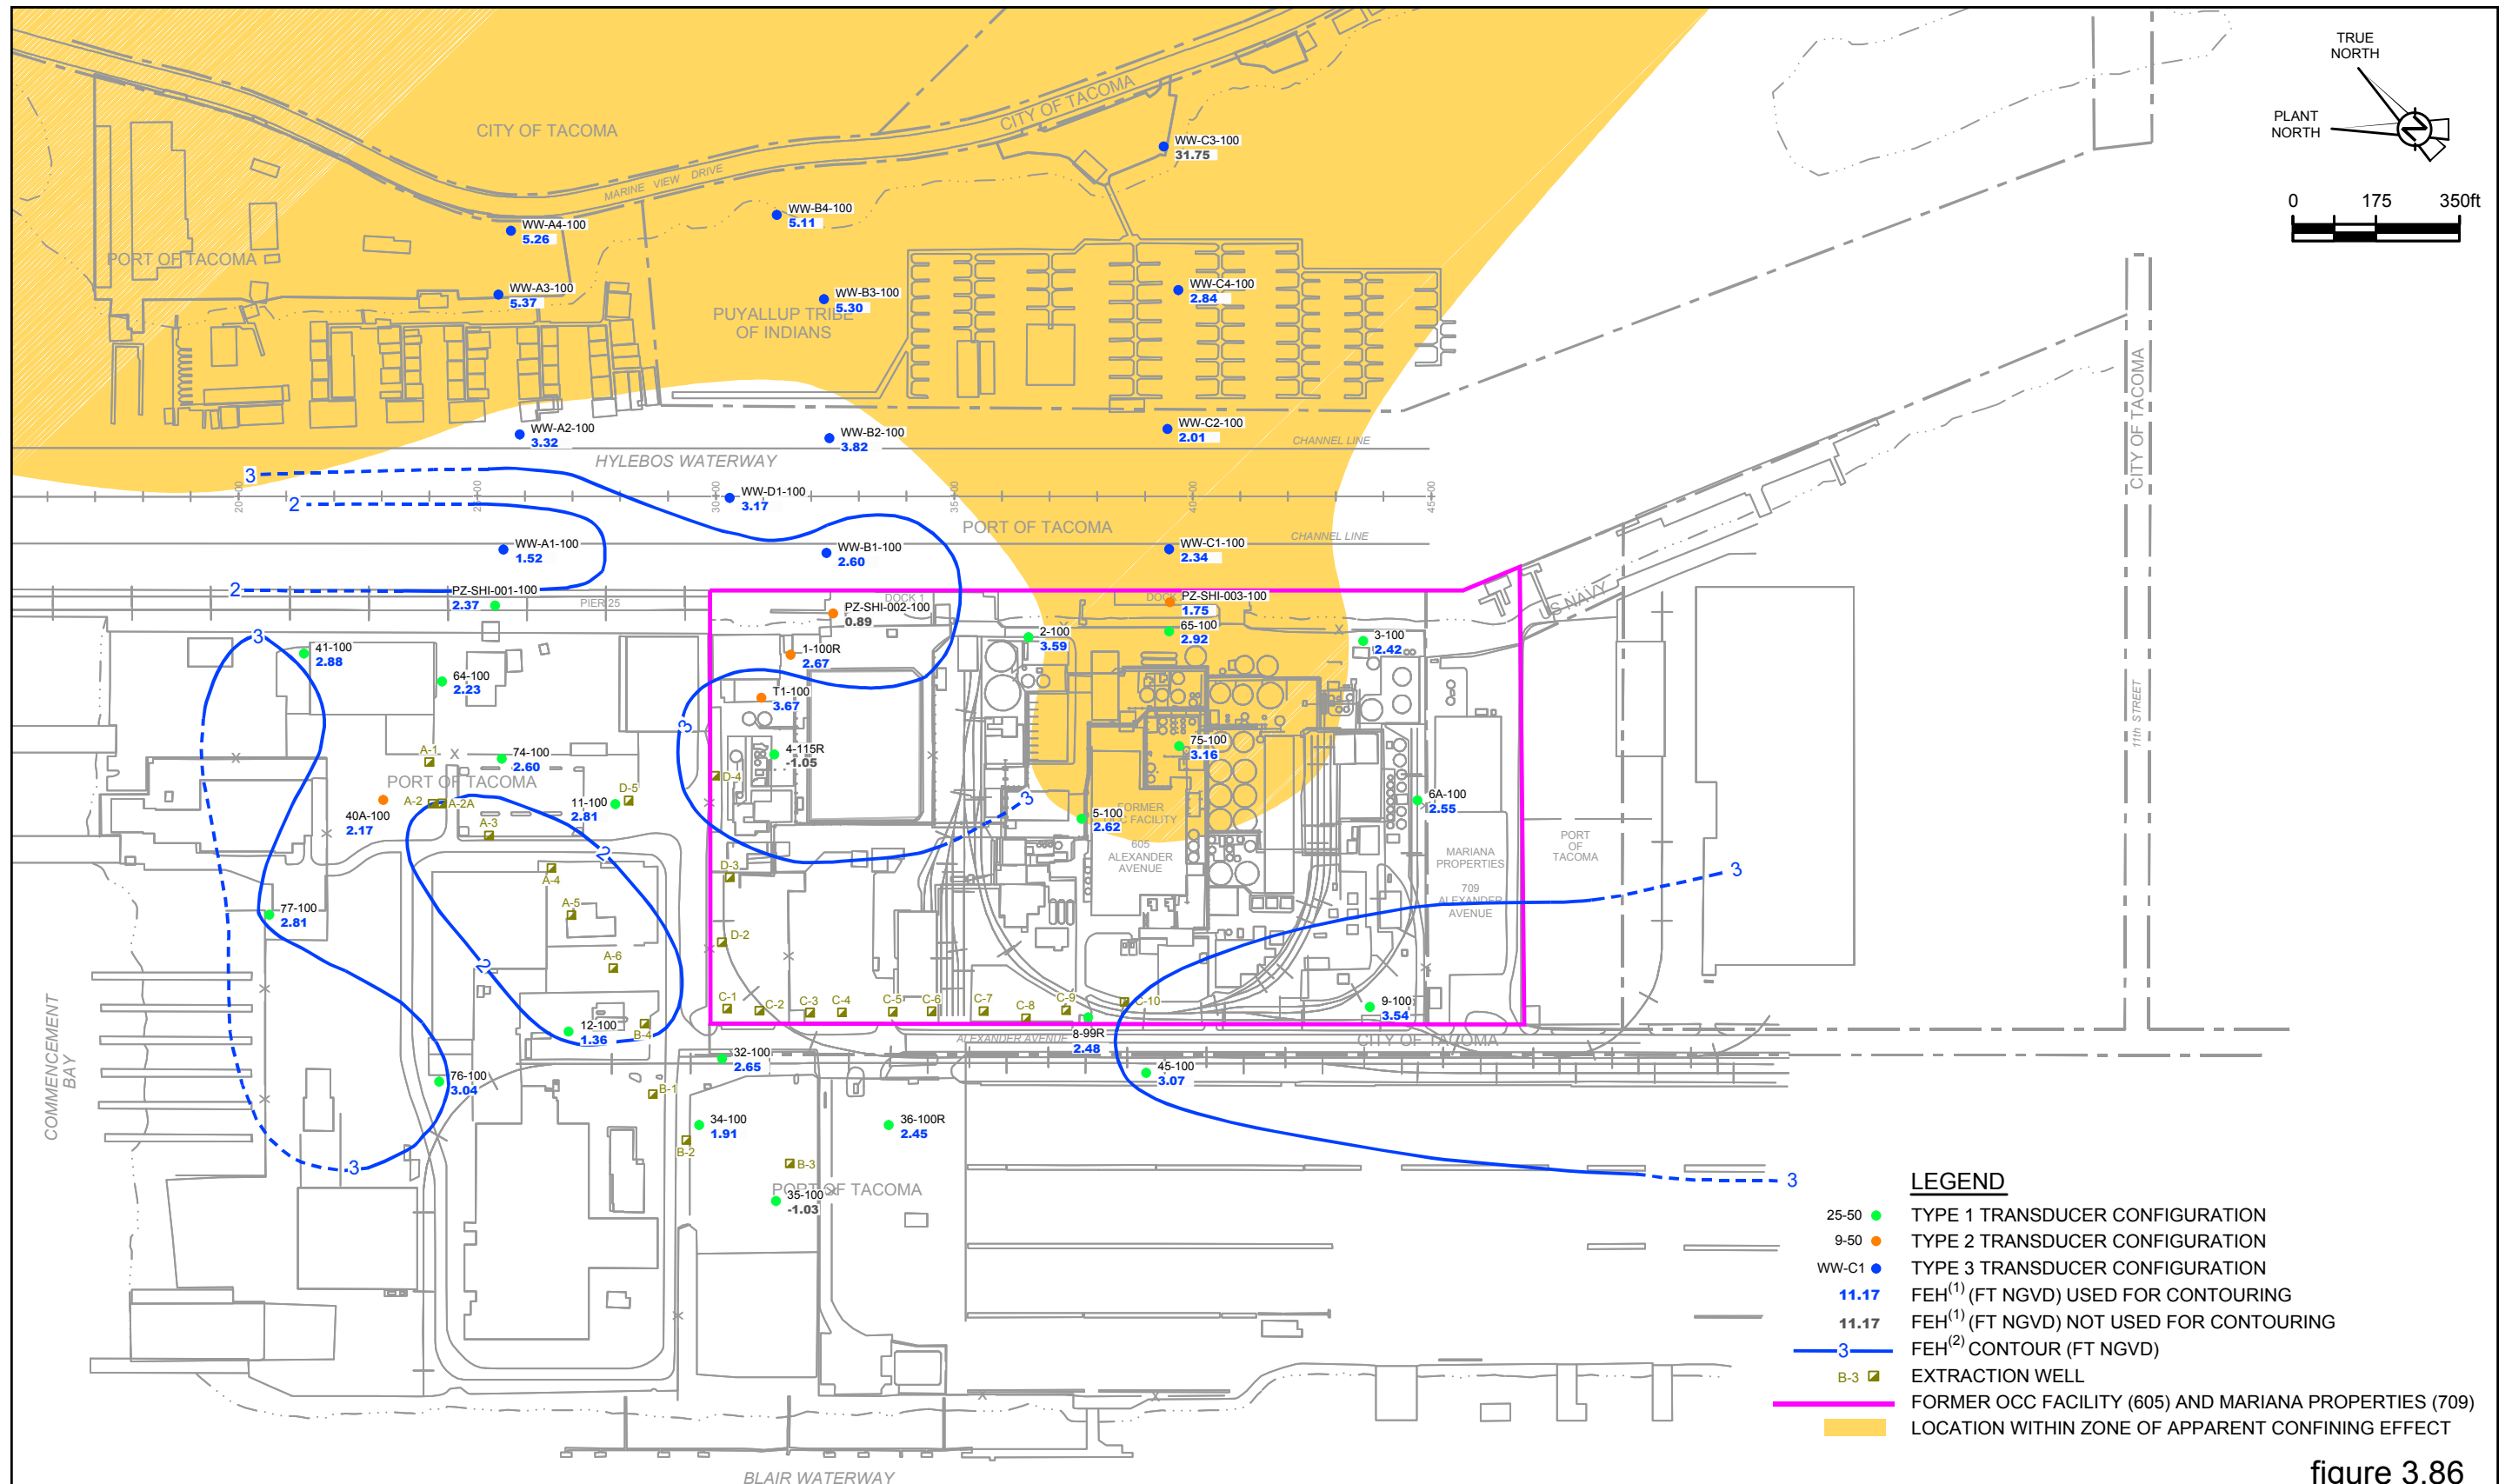 TRUE
NORTH
PLANT
NORTH
0 175 350ft
CITY OF TACOMA
CITY OF TACOMA
MARINE VIEW DRIVE
WW-C3-100
31.75
WW-B4-100
5.11
WW-A4-100
5.26
PORT OF TACOMA
WW-A3-100
5.37
WW-B3-100
5.30
WW-C4-100
2.84
PUYALLUP TRIBE
OF INDIANS
WW-A2-100
3.32
WW-B2-100
3.82
WW-C2-100
2.01
CHANNEL LINE
HYLEBOS WATERWAY
CITY OF TACOMA
3
2
20+00
25+00
30+00
35+00
40+00
45+00
WW-D1-100
3.17
PORT OF TACOMA
WW-A1-100
1.52
WW-B1-100
2.60
WW-C1-100
2.34
CHANNEL LINE
2
PZ-SHI-001-100
2.37
PIER 25
PZ-SHI-002-100
0.89
DOCK 1
PZ-SHI-003-100
1.75
US NAVY
3
41-100
2.88
64-100
2.23
1-100R
2.67
2-100
3.59
65-100
2.92
3-100
2.42
T1-100
3.67
3
11th STREET
A-1
74-100
2.60
4-115R
-1.05
75-100
3.16
PORT OF TACOMA
D-4
D-5
A-2
A-2A
11-100
2.81
40A-100
2.17
A-3
3
5-100
2.62
FORMER
FACILITY
6A-100
2.55
605
ALEXANDER
AVENUE
MARIANA
PROPERTIES
709
ALEXANDER
AVENUE
PORT
OF
TACOMA
2
3
D-3
A-4
A-5
77-100
2.81
D-2
2
A-6
COMMENCEMENT
BAY
C-1
C-2
C-3
C-4
C-5
C-6
C-7
C-8
C-9
C-10
9-100
3.54
12-100
1.36
B-4
8-99R
2.48
ALEXANDER AVENUE
CITY OF TACOMA
32-100
2.65
45-100
3.07
76-100
3.04
B-1
34-100
1.91
36-100R
2.45
B-2
B-3
3
3
35-100
-1.03
PORT OF TACOMA
BLAIR WATERWAY
LEGEND
25-50 TYPE 1 TRANSDUCER CONFIGURATION
9-50 TYPE 2 TRANSDUCER CONFIGURATION
WW-C1 TYPE 3 TRANSDUCER CONFIGURATION
11.17 FEH(1) (FT NGVD) USED FOR CONTOURING
11.17 FEH(1) (FT NGVD) NOT USED FOR CONTOURING
3 FEH(2) CONTOUR (FT NGVD)
B-3 EXTRACTION WELL
FORMER OCC FACILITY (605) AND MARIANA PROPERTIES (709)
LOCATION WITHIN ZONE OF APPARENT CONFINING EFFECT
figure 3.86